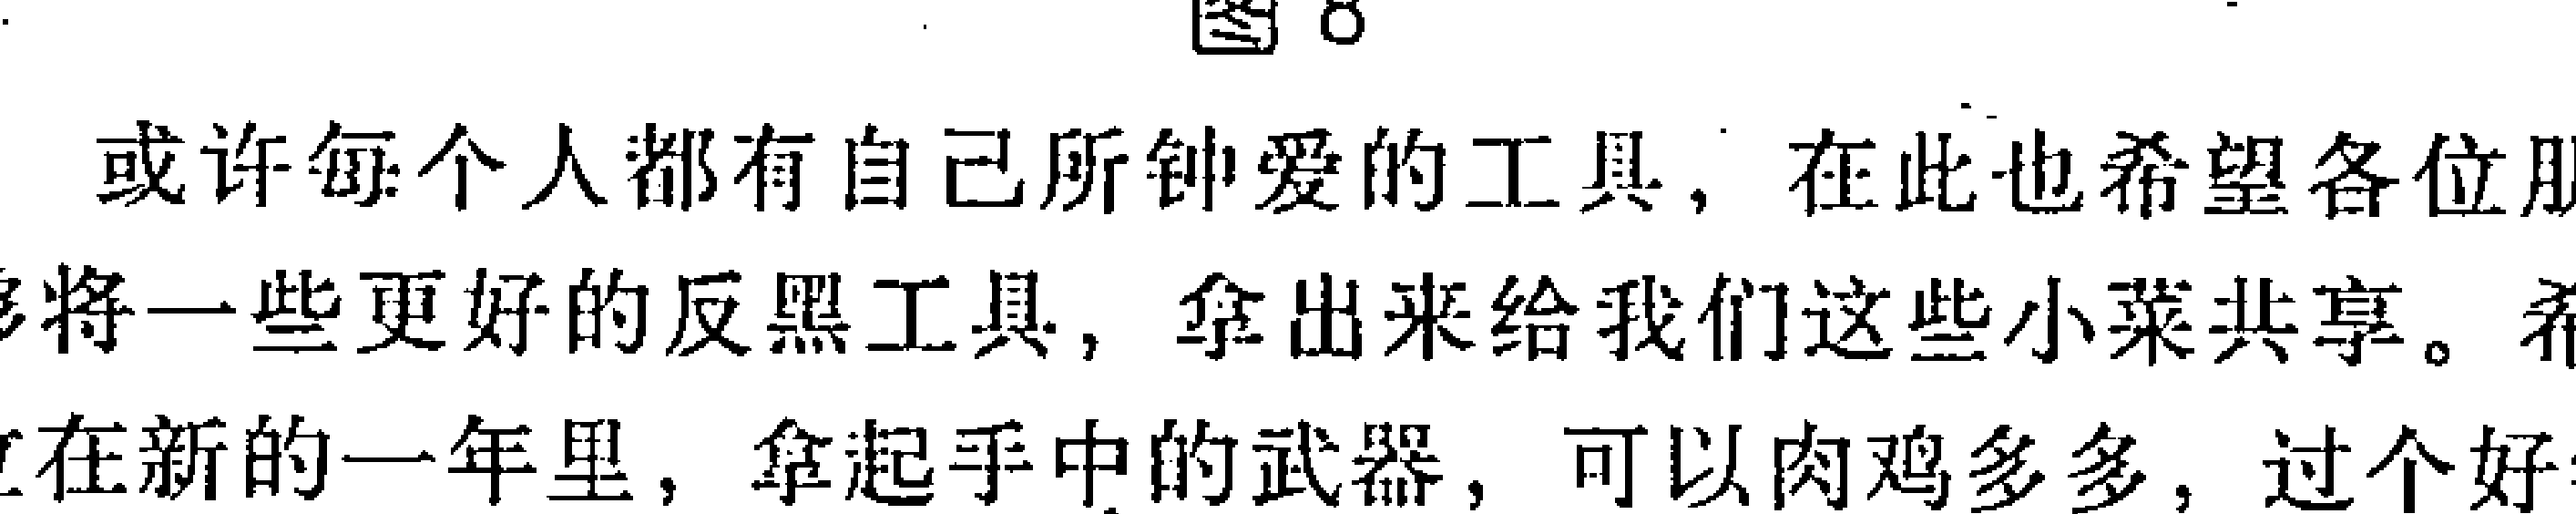 图 8
或许每个人都有自己所钟爱的工具，在此也希望各位朋
将一些更好的反黑工具，拿出来给我们这些小菜共享。希
在新的一年里，拿起手中的武器，可以肉鸡多多，过个好